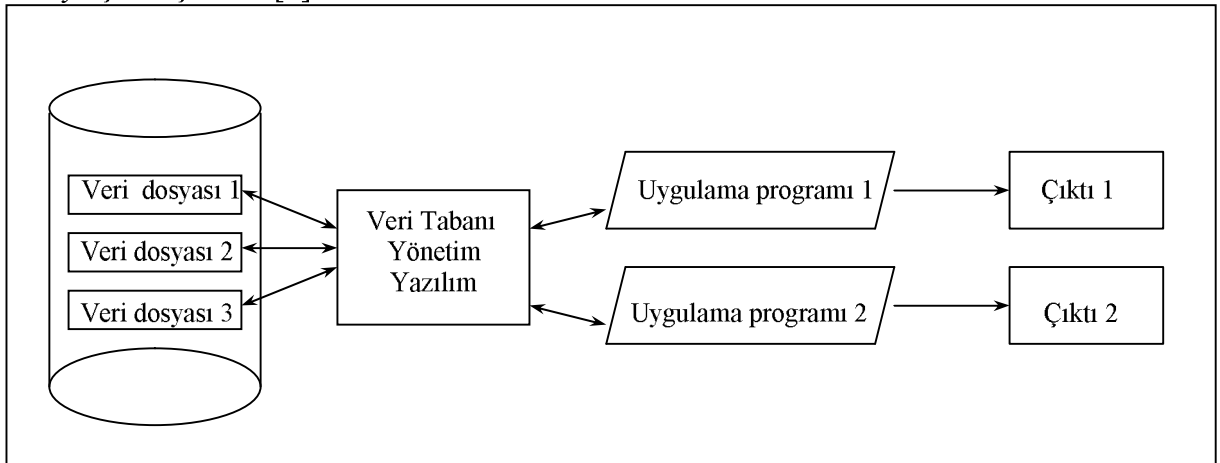 Veri dosyası 1
Veri dosyası 2
Veri dosyası 3
Veri Tabanı
Yönetim
Yazılım
Uygulama programı 1
Çıktı 1
Uygulama programı 2
Çıktı 2